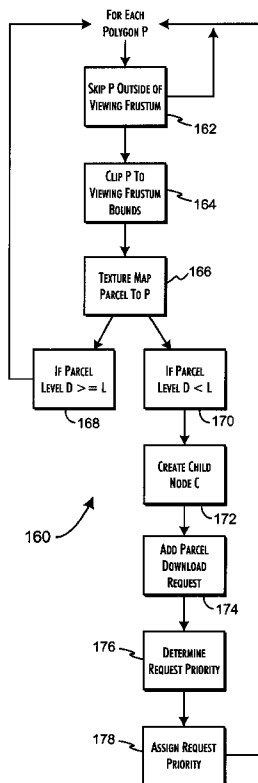 FOR EACH
POLYGON P
SKIP P OUTSIDE OF
VIEWING FRUSTUM
162
CLIP P TO
VIEWING FRUSTUM
BOUNDS
164
TEXTURE MAP
PARCEL TO P
166
IF PARCEL
LEVEL D >= L
168
IF PARCEL
LEVEL D < L
170
CREATE CHILD
NODE C
172
160
ADD PARCEL
DOWNLOAD
REQUEST
174
176
DETERMINE
REQUEST PRIORITY
178
ASSIGN REQUEST
PRIORITY